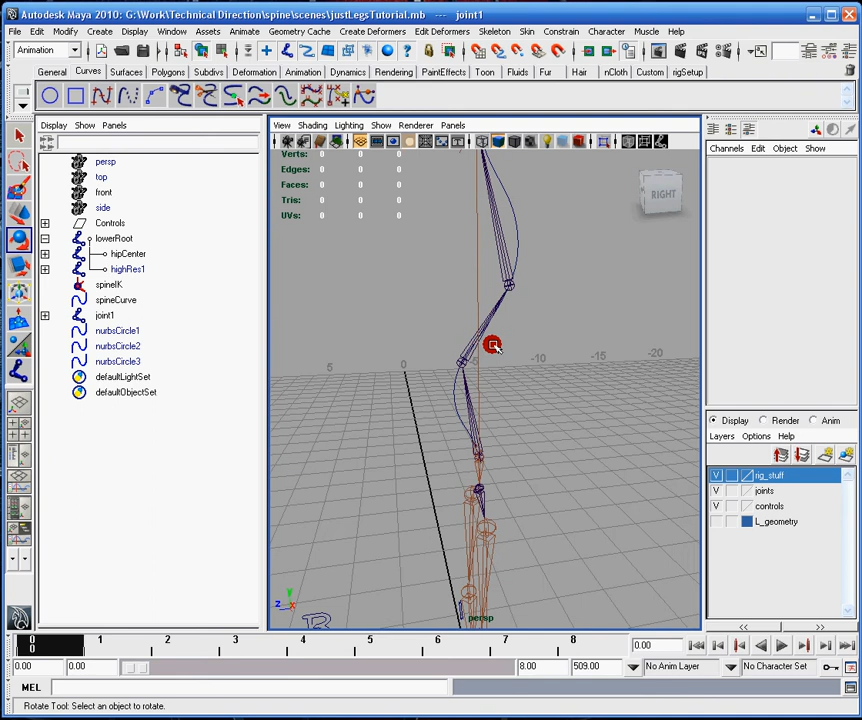 Autodesk Maya 2010: G:\Work\Technical Direction\spine\scenes\justLegsTutorial.mb --- joint1
File Edit Modify Create Display Window Assets Animate Geometry Cache Create Deformers Edit Deformers Skeleton Skin Constrain Character Muscle Help
Animation
General Curves Surfaces Polygons Subdivs Deformation Animation Dynamics Rendering PaintEffects Toon Fluids Fur Hair nCloth Custom rigSetup
Display Show Panels
View Shading Lighting Show Renderer Panels
Channels Edit Object Show
Verts: 0 0 0
Edges: 0 0 0
Faces: 0 0 0
Tris: 0 0 0
UVs: 0 0 0
RIGHT
persp
top
front
side
Controls
lowerRoot
hipCenter
highRes1
spineIK
spineCurve
joint1
nurbsCircle1
nurbsCircle2
nurbsCircle3
defaultLightSet
defaultObjectSet
5 0 -5 -10 -15 -20
Display Render Anim
Layers Options Help
V rig_stuff
V joints
V controls
L_geometry
persp
0 1 2 3 4 5 6 7 8
0
0.00
0.00 0.00 8.00 509.00 No Anim Layer No Character Set
MEL
Rotate Tool: Select an object to rotate.